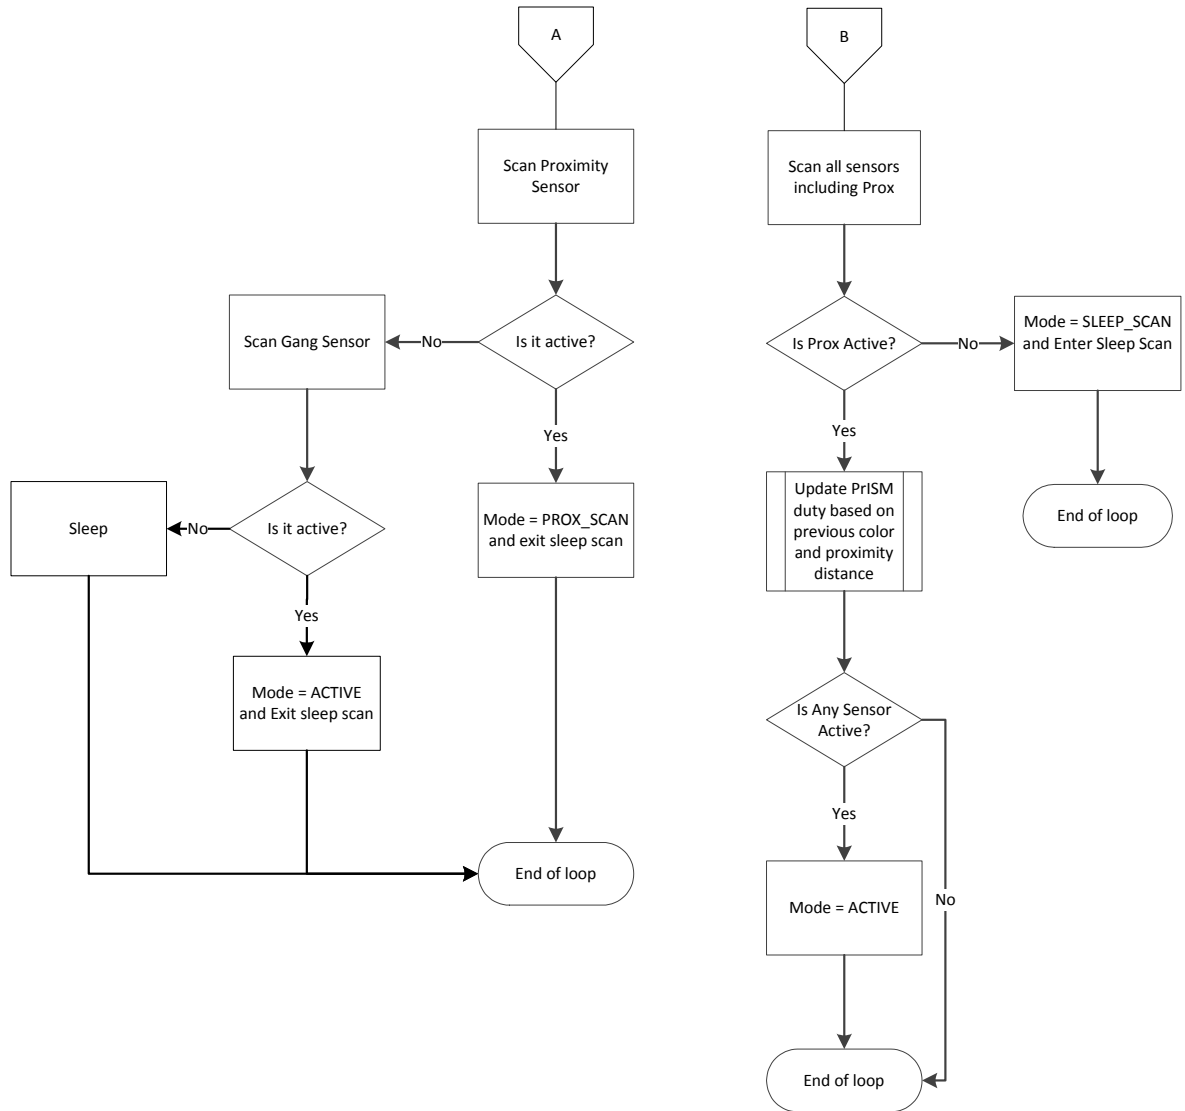 A
Scan Proximity
Sensor
Is it active?
No
Scan Gang Sensor
Yes
Is it active?
No
Sleep
Yes
Mode = ACTIVE
and Exit sleep scan
Mode = PROX_SCAN
and exit sleep scan
End of loop
B
Scan all sensors
including Prox
Is Prox Active?
No
Mode = SLEEP_SCAN
and Enter Sleep Scan
End of loop
Yes
Update PrISM
duty based on
previous color
and proximity
distance
Is Any Sensor
Active?
Yes
No
Mode = ACTIVE
End of loop